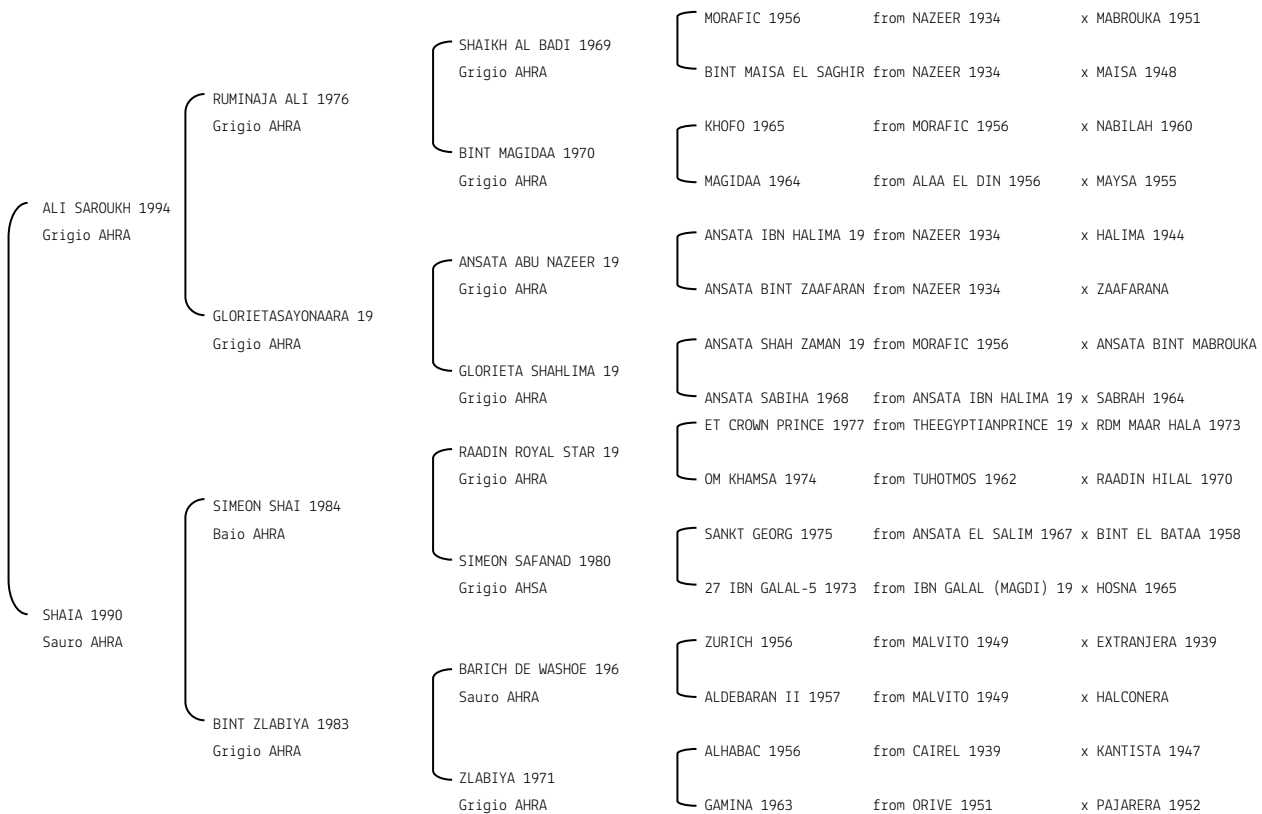 MORAFIC 1956 from NAZEER 1934 x MABROUKA 1951
SHAIKH AL BADI 1969
Grigio AHRA
BINT MAISA EL SAGHIR from NAZEER 1934 x MAISA 1948
RUMINAJA ALI 1976
Grigio AHRA
KHOFO 1965 from MORAFIC 1956 x NABILAH 1960
BINT MAGIDAA 1970
Grigio AHRA
MAGIDAA 1964 from ALAA EL DIN 1956 x MAYSA 1955
ALI SAROUKH 1994
Grigio AHRA
ANSATA IBN HALIMA 19 from NAZEER 1934 x HALIMA 1944
ANSATA ABU NAZEER 19
Grigio AHRA
ANSATA BINT ZAAFARAN from NAZEER 1934 x ZAAFARANA
GLORIETASAYONAARA 19
Grigio AHRA
ANSATA SHAH ZAMAN 19 from MORAFIC 1956 x ANSATA BINT MABROUKA
GLORIETA SHAHLIMA 19
Grigio AHRA
ANSATA SABIHA 1968 from ANSATA IBN HALIMA 19 x SABRAH 1964
ET CROWN PRINCE 1977 from THEEGYPTIANPRINCE 19 x RDM MAAR HALA 1973
RAADIN ROYAL STAR 19
Grigio AHRA
OM KHAMSA 1974 from TUHOTMOS 1962 x RAADIN HILAL 1970
SIMEON SHAI 1984
Baio AHRA
SANKT GEORG 1975 from ANSATA EL SALIM 1967 x BINT EL BATAA 1958
SIMEON SAFANAD 1980
Grigio AHSA
27 IBN GALAL-5 1973 from IBN GALAL (MAGDI) 19 x HOSNA 1965
SHAIA 1990
Sauro AHRA
ZURICH 1956 from MALVITO 1949 x EXTRANJERA 1939
BARICH DE WASHOE 196
Sauro AHRA
ALDEBARAN II 1957 from MALVITO 1949 x HALCONERA
BINT ZLABIYA 1983
Grigio AHRA
ALHABAC 1956 from CAIREL 1939 x KANTISTA 1947
ZLABIYA 1971
Grigio AHRA
GAMINA 1963 from ORIVE 1951 x PAJARERA 1952